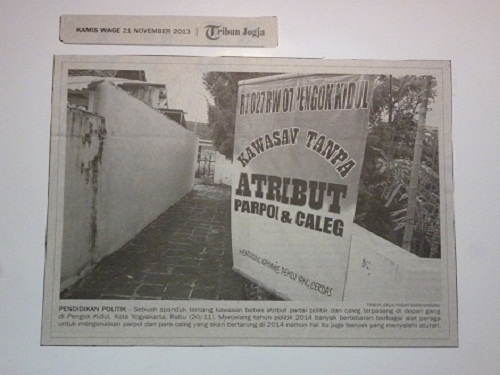 KAMIS WAGE 21 NOVEMBER 2013 | Tribun Jogja
RT 027 RW 07 PENGOK KIDUL
KAWASAN TANPA
ATRIBUT
PARPOL & CALEG
PENDIDIKAN POLITIK - Sebuah spanduk tentang kawasan bebas atribut partai politik dan caleg terpasang di depan gang
di Pengok Kidul, Kota Yogyakarta, Rabu (20/11). Menjelang tahun politik 2014 banyak bertebaran berbagai alat peraga
untuk mengenalkan parpol dan para caleg yang akan bertarung di 2014 namun hal itu juga banyak yang menyalahi aturan.